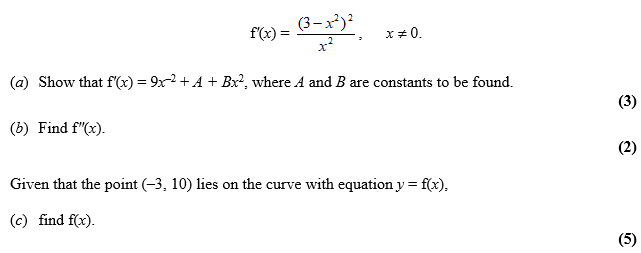 f′(x) = (3 – x²)² / x², x ≠ 0.
(a) Show that f′(x) = 9x⁻² + A + Bx², where A and B are constants to be found.
(3)
(b) Find f″(x).
(2)
Given that the point (–3, 10) lies on the curve with equation y = f(x),
(c) find f(x).
(5)